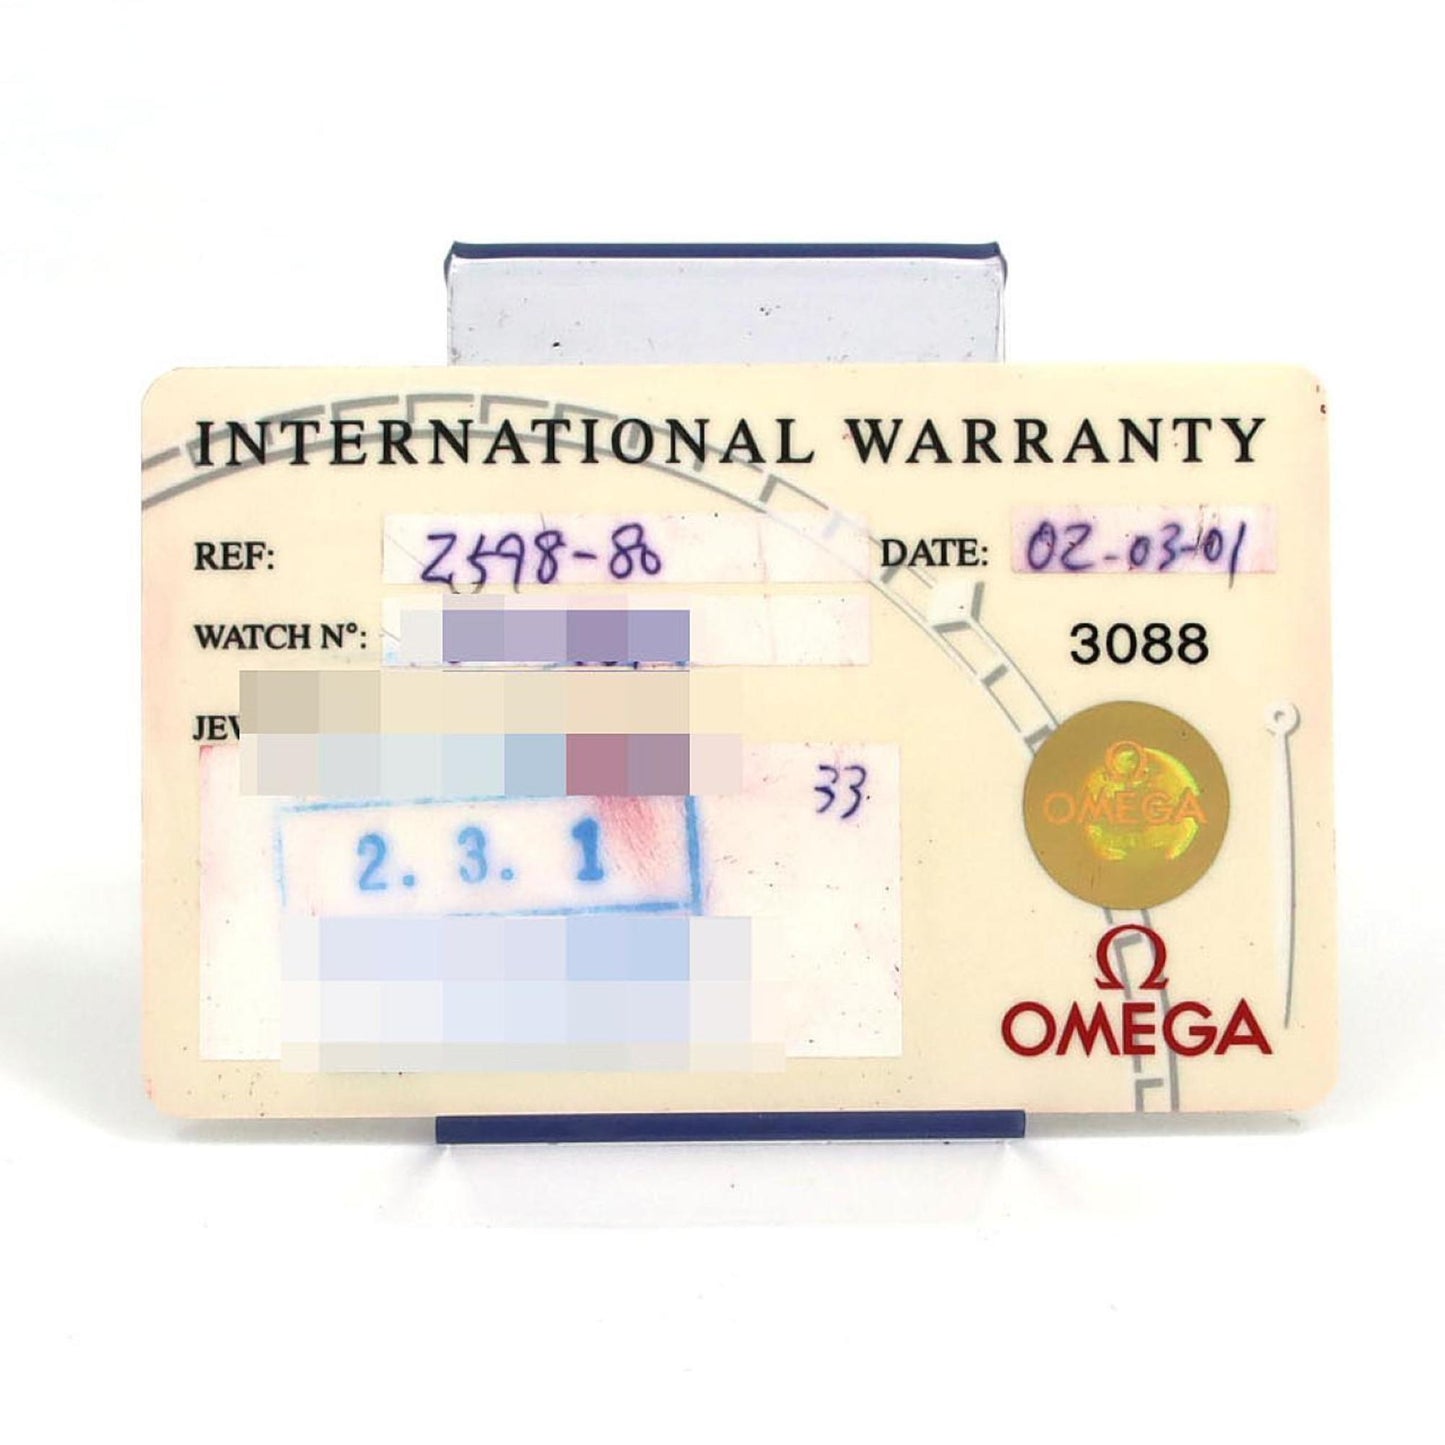 INTERNATIONAL WARRANTY
REF: 2598-80
DATE: 02-03-01
WATCH N°:
3088
33
2. 3. 1
OMEGA
Ω
OMEGA